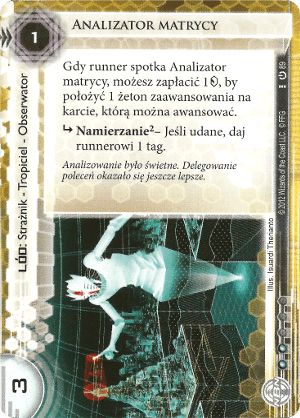 ANALIZATOR MATRYCY
1
Gdy runner spotka Analizator
matrycy, możesz zapłacić 1, by
położyć 1 żeton zaawansowania na
karcie, którą można awansować.
Namierzanie²– Jeśli udane, daj
runnerowi 1 tag.
Analizowanie było świetne. Delegowanie
poleceń okazało się jeszcze lepsze.
LÓD: Strażnik - Tropiciel - Obserwator
3
Illus. Isuardi Therianto
© 2012 Wizards of the Coast LLC. © FFG
89